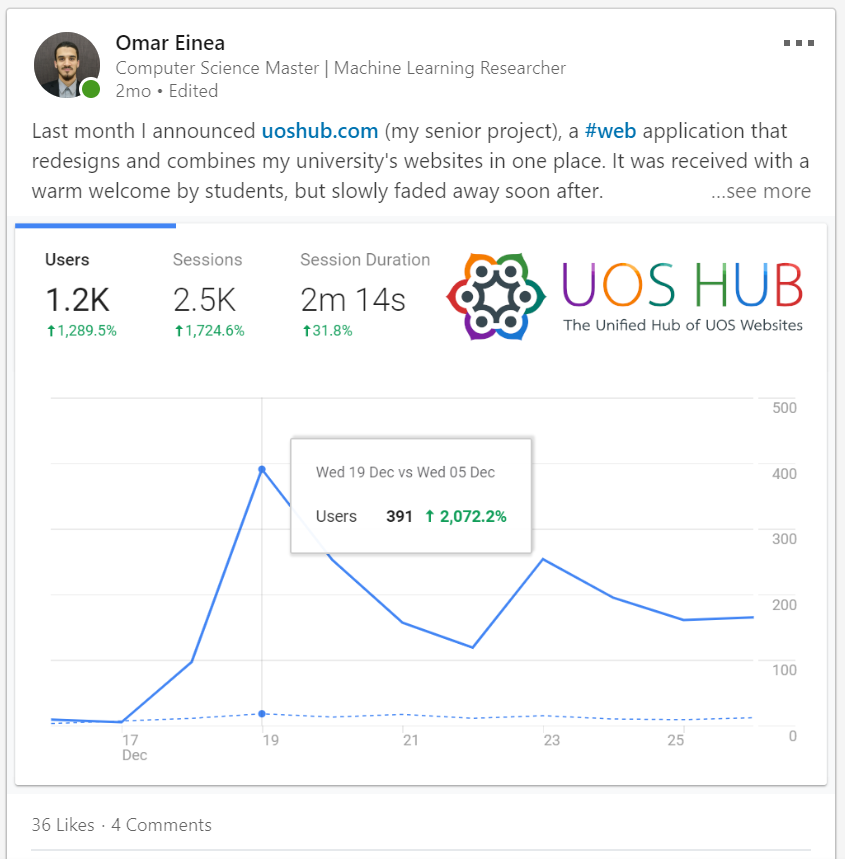 Omar Einea
Computer Science Master | Machine Learning Researcher
2mo • Edited
Last month I announced uoshub.com (my senior project), a #web application that
redesigns and combines my university's websites in one place. It was received with a
warm welcome by students, but slowly faded away soon after.
...see more
Users Sessions Session Duration
1.2K 2.5K 2m 14s
↑1,289.5% ↑1,724.6% ↑31.8%
UOS HUB
The Unified Hub of UOS Websites
500
400
Wed 19 Dec vs Wed 05 Dec
Users 391 ↑ 2,072.2%
300
200
100
0
17 19 21 23 25
Dec
36 Likes · 4 Comments